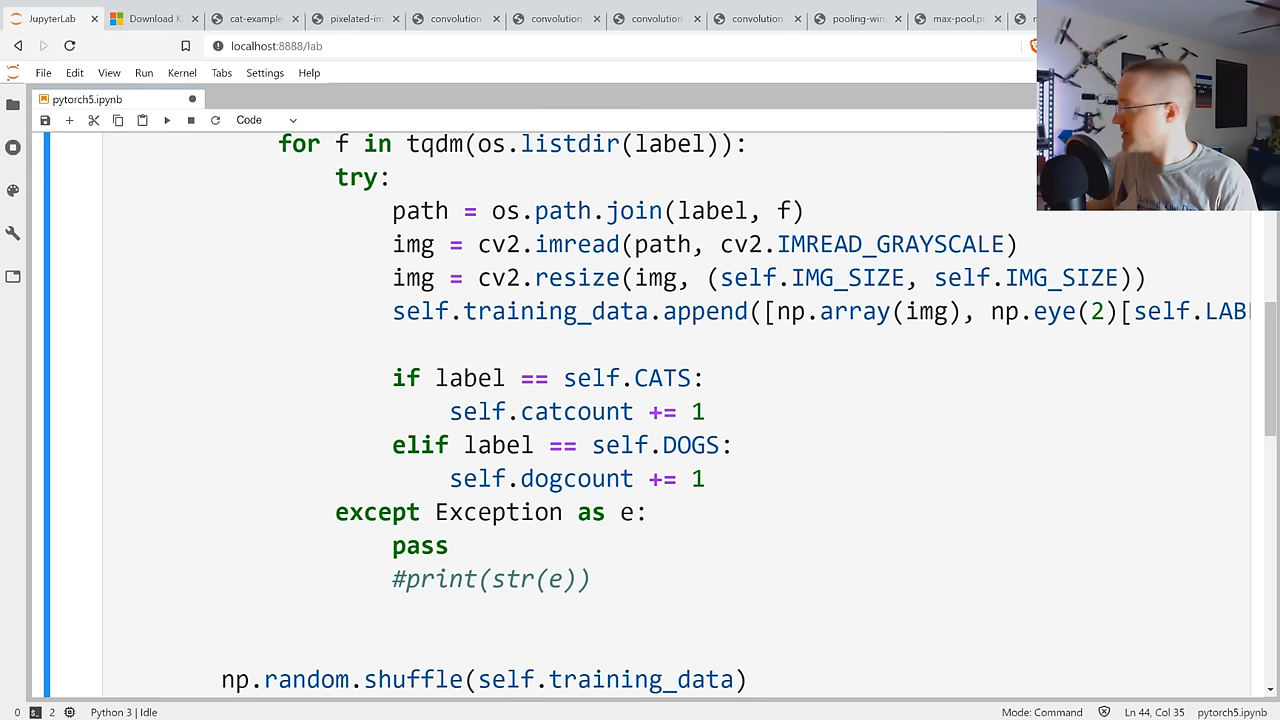 JupyterLab
Download K
cat-example
pixelated-im
convolution
convolution
convolution
convolution
pooling-win
max-pool.p
localhost:8888/lab
File Edit View Run Kernel Tabs Settings Help
pytorch5.ipynb
Code
for f in tqdm(os.listdir(label)):
try:
path = os.path.join(label, f)
img = cv2.imread(path, cv2.IMREAD_GRAYSCALE)
img = cv2.resize(img, (self.IMG_SIZE, self.IMG_SIZE))
self.training_data.append([np.array(img), np.eye(2)[self.LAB
if label == self.CATS:
self.catcount += 1
elif label == self.DOGS:
self.dogcount += 1
except Exception as e:
pass
#print(str(e))
np.random.shuffle(self.training_data)
0 2 Python 3 | Idle Mode: Command Ln 44, Col 35 pytorch5.ipynb